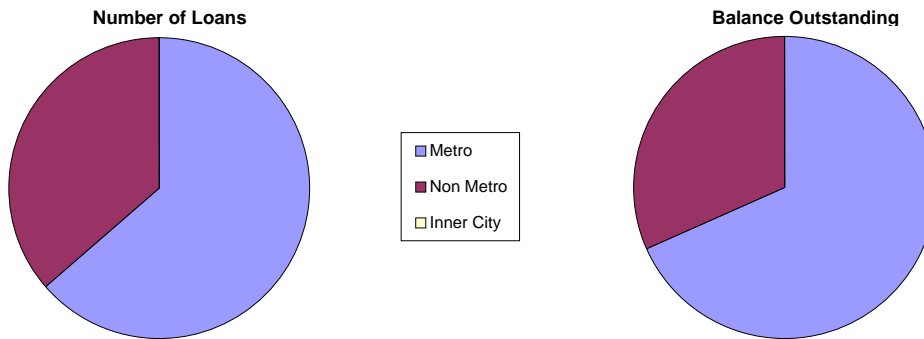 Number of Loans
Balance Outstanding
Metro
Non Metro
Inner City